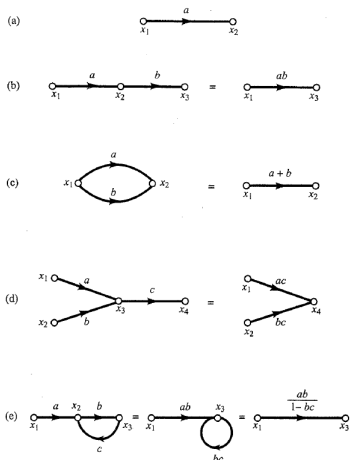 (a) a
x₁ x₂
(b) a b = ab
x₁ x₂ x₃ x₁ x₃
(c) a
x₁ x₂ = a + b
b x₁ x₂
(d) x₁ a c = x₁ ac
x₃ x₄ x₄
x₂ b x₂ bc
(e) a x₂ b = ab x₃ = ab
1 − bc
x₁ c x₃ x₁ bc x₁ x₃